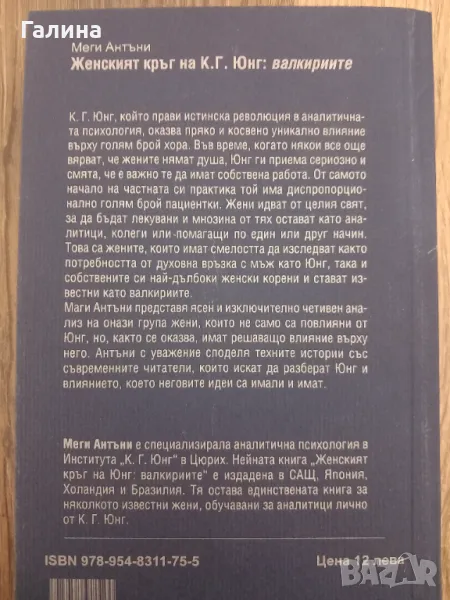 Галина
Меги Антъни
Женският кръг на К.Г. Юнг: валкириите
К. Г. Юнг, който прави истинска революция в аналитична-
та психология, оказва пряко и косвено уникално влияние
върху голям брой хора. Във време, когато някои все още
вярват, че жените нямат душа, Юнг ги приема сериозно и
смята, че е важно те да имат собствена работа. От самото
начало на частната си практика той има диспропорцио-
нално голям брой пациентки. Жени идват от целия свят,
за да бъдат лекувани и мнозина от тях остават като ана-
литици, колеги или помагащи по един или друг начин.
Това са жените, които имат смелостта да изследват както
потребността от духовна връзка с мъж като Юнг, така и
собствените си най-дълбоки женски корени и стават из-
вестни като валкириите.
Маги Антъни представя ясен и изключително четивен ана-
лиз на онази група жени, които не само са повлияни от
Юнг, но, както се оказва, имат решаващо влияние върху
него. Антъни с уважение споделя техните истории със
съвременните читатели, които искат да разберат Юнг и
влиянието, което неговите идеи са имали и имат.
Меги Антъни е специализирала аналитична психология в
Института „К. Г. Юнг" в Цюрих. Нейната книга „Женският
кръг на Юнг: валкириите" е издадена в САЩ, Япония,
Холандия и Бразилия. Тя остава единствената книга за
няколкото известни жени, обучавани за аналитици лично
от К. Г. Юнг.
ISBN 978-954-8311-75-5
Цена 12 лева
bazar